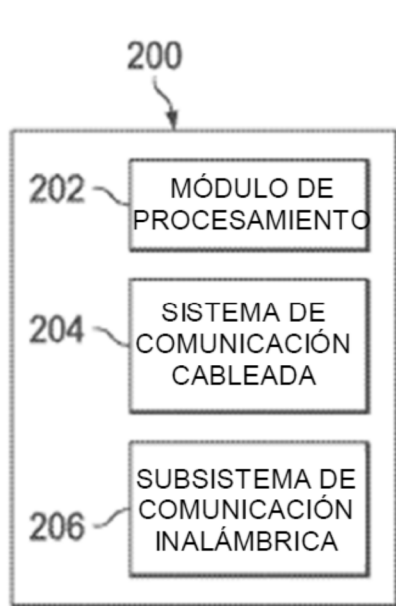 200
202
MÓDULO DE
PROCESAMIENTO
204
SISTEMA DE
COMUNICACIÓN
CABLEADA
206
SUBSISTEMA DE
COMUNICACIÓN
INALÁMBRICA